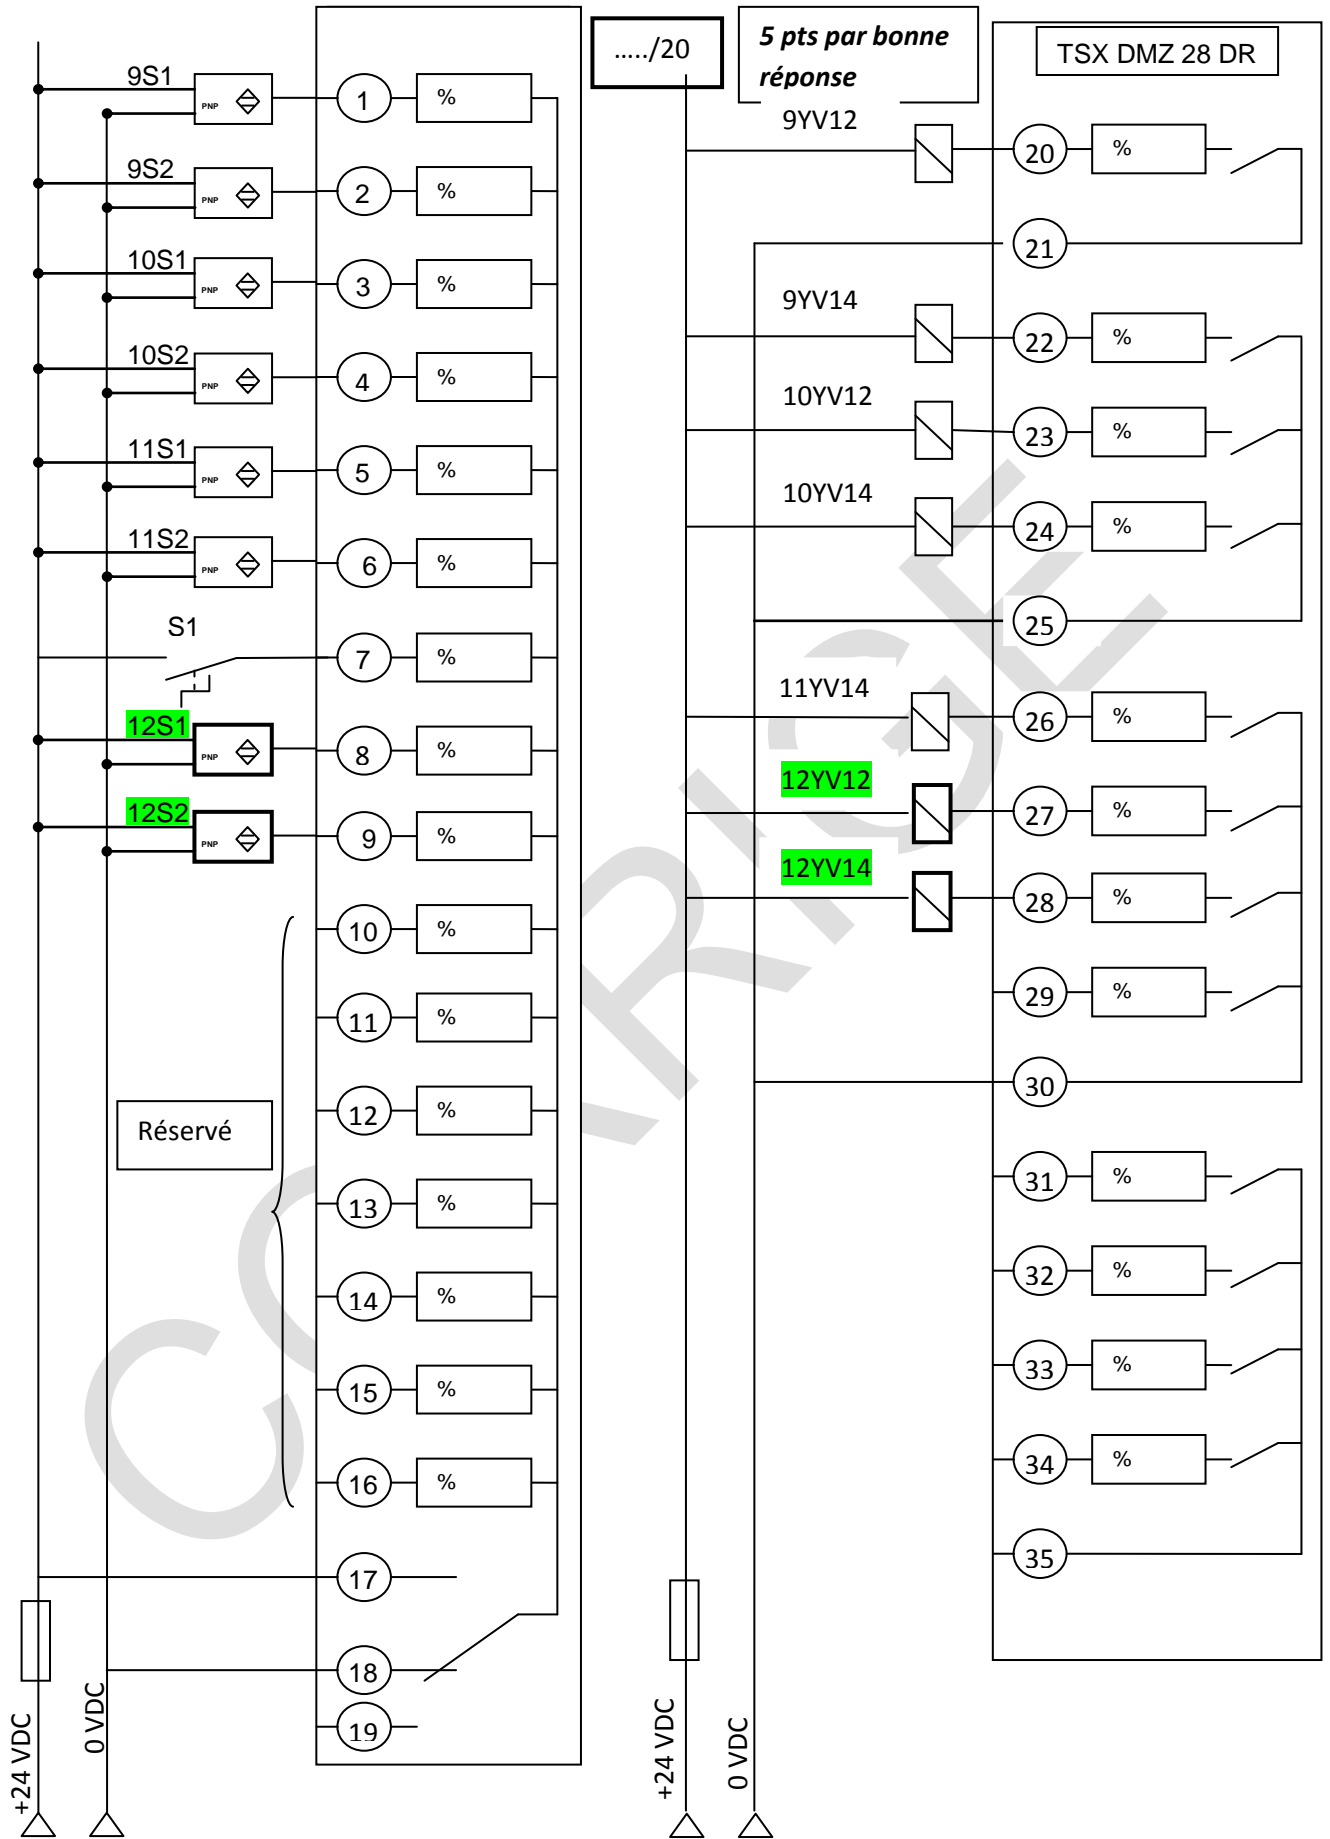 …../20
5 pts par bonne
réponse
TSX DMZ 28 DR
9S1
PNP
1
%
9S2
PNP
2
%
10S1
PNP
3
%
10S2
PNP
4
%
11S1
PNP
5
%
11S2
PNP
6
%
S1
7
%
12S1
PNP
8
%
12S2
PNP
9
%
10
%
11
%
Réservé
12
%
13
%
14
%
15
%
16
%
17
18
19
+24 VDC
0 VDC
9YV12
20
%
21
9YV14
22
%
10YV12
23
%
10YV14
24
%
25
11YV14
26
%
12YV12
27
%
12YV14
28
%
29
%
30
31
%
32
%
33
%
34
%
35
+24 VDC
0 VDC
CORRIGE